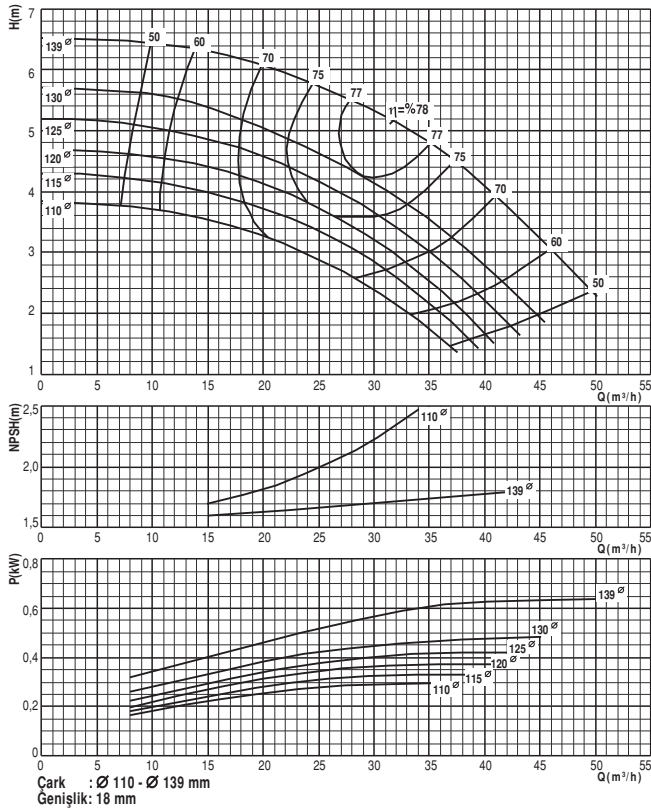 H(m)
7
6
5
4
3
2
1
139 ø
130 ø
125 ø
120 ø
115 ø
110 ø
50
60
70
75
77
η=%78
77
75
70
60
50
0 5 10 15 20 25 30 35 40 45 50 55
Q(m³/h)
NPSH(m)
2,5
2,0
1,5
110 ø
139 ø
0 5 10 15 20 25 30 35 40 45 50 55
Q(m³/h)
P(kW)
0,8
0,6
0,4
0,2
0
139 ø
130 ø
125 ø
120 ø
115 ø
110 ø
0 5 10 15 20 25 30 35 40 45 50 55
Q(m³/h)
Çark : Ø 110 - Ø 139 mm
Genişlik: 18 mm